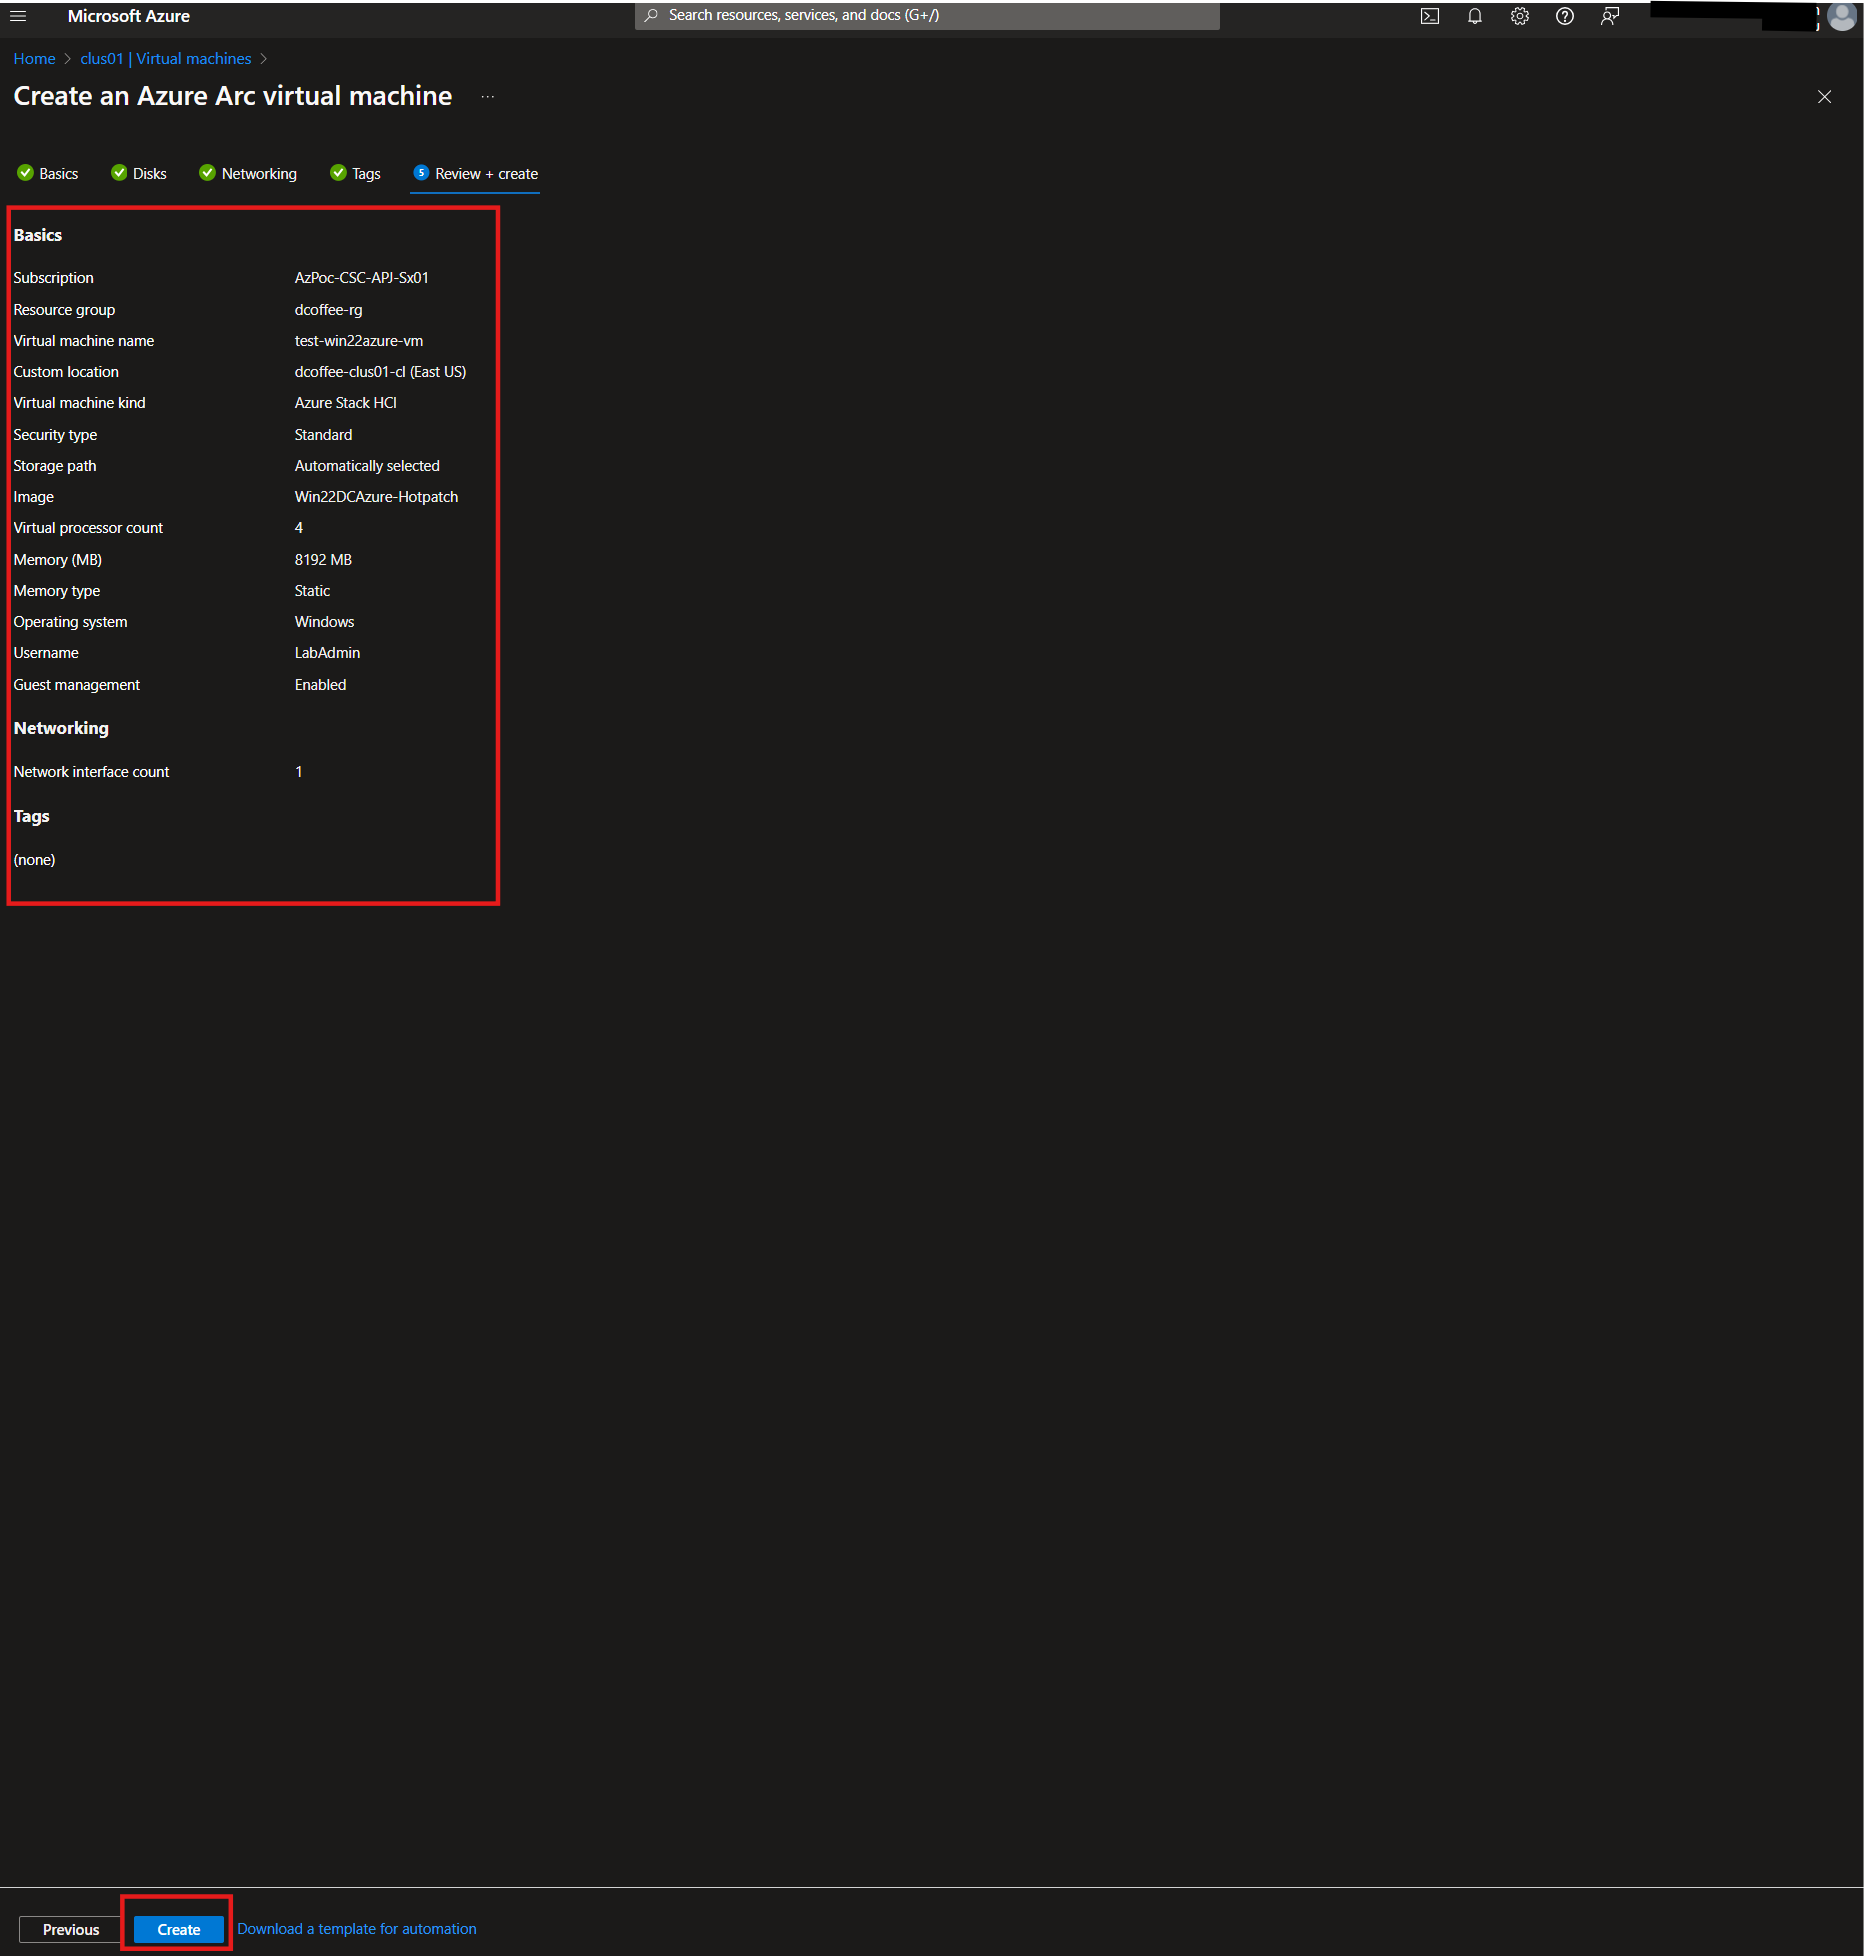 Microsoft Azure
Search resources, services, and docs (G+/)
Home > clus01 | Virtual machines >
Create an Azure Arc virtual machine ...
Basics Disks Networking Tags 5 Review + create
Basics
Subscription AzPoc-CSC-APJ-Sx01
Resource group dcoffee-rg
Virtual machine name test-win22azure-vm
Custom location dcoffee-clus01-cl (East US)
Virtual machine kind Azure Stack HCI
Security type Standard
Storage path Automatically selected
Image Win22DCAzure-Hotpatch
Virtual processor count 4
Memory (MB) 8192 MB
Memory type Static
Operating system Windows
Username LabAdmin
Guest management Enabled
Networking
Network interface count 1
Tags
(none)
Previous Create Download a template for automation